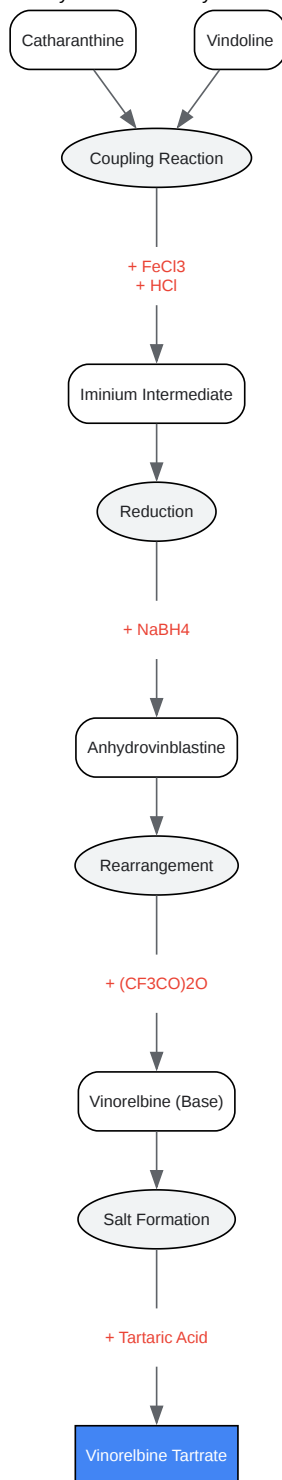 Catharanthine
Vindoline
Coupling Reaction
+ FeCl3
+ HCl
Iminium Intermediate
Reduction
+ NaBH4
Anhydrovinblastine
Rearrangement
+ (CF3CO)2O
Vinorelbine (Base)
Salt Formation
+ Tartaric Acid
Vinorelbine Tartrate